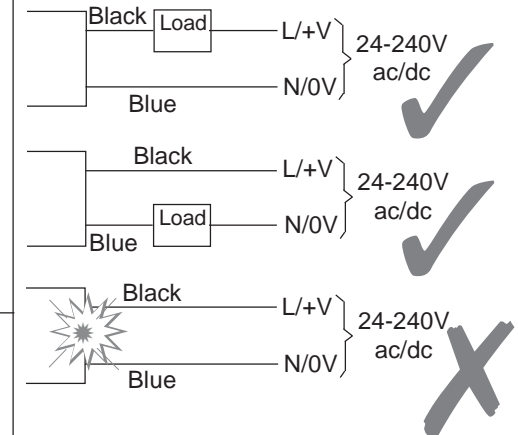 Black
Load
L/+V
24-240V
ac/dc
N/0V
Blue
Black
L/+V
24-240V
ac/dc
Load
N/0V
Blue
Black
L/+V
24-240V
ac/dc
N/0V
Blue